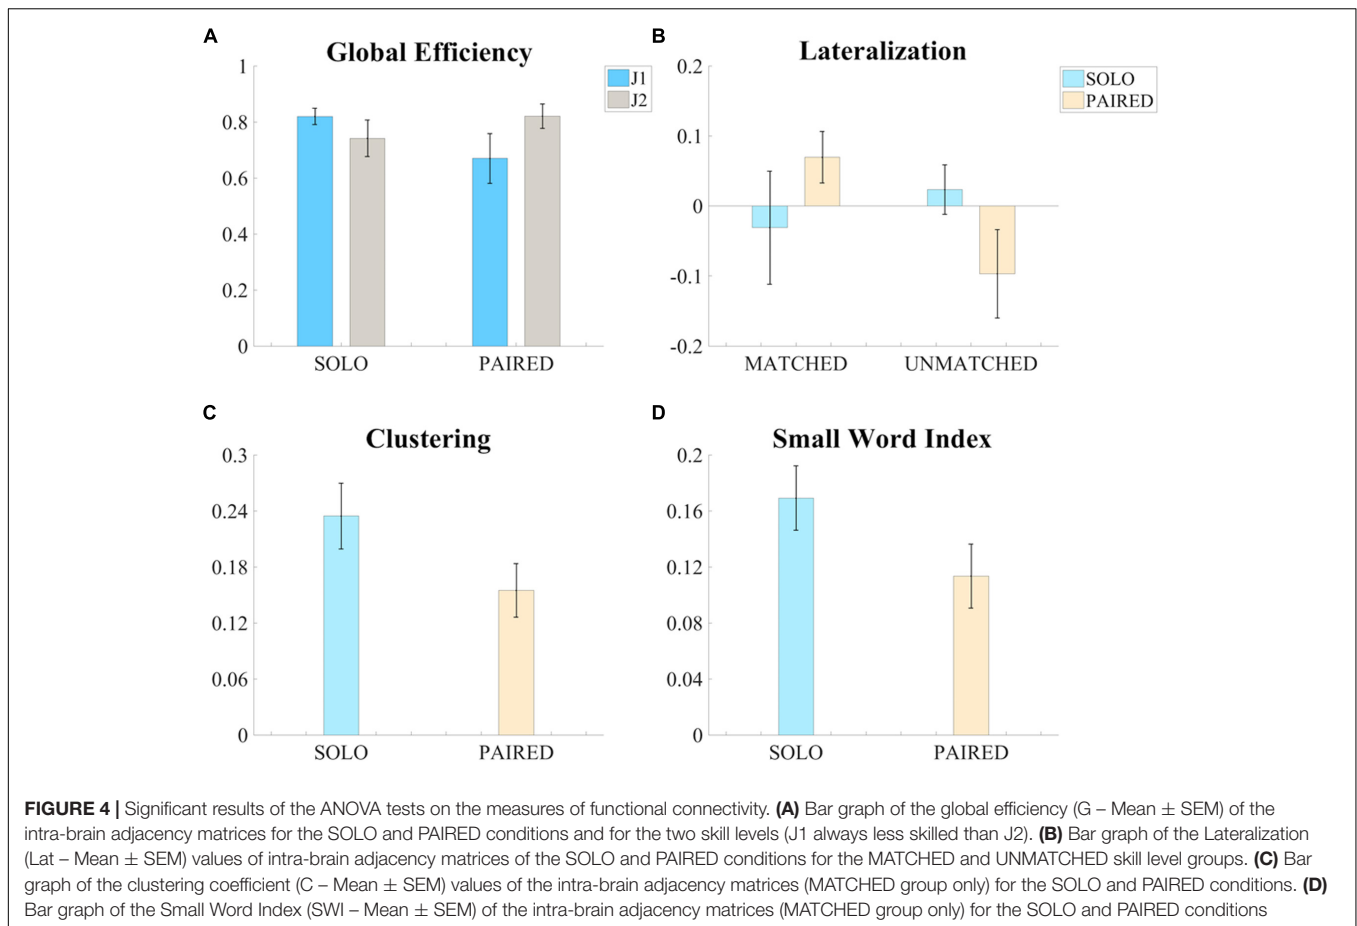 A
Global Efficiency
1
0.8
0.6
0.4
0.2
0
SOLO
PAIRED
J1
J2
B
Lateralization
0.2
0.1
0
-0.1
-0.2
MATCHED
UNMATCHED
SOLO
PAIRED
C
Clustering
0.3
0.24
0.18
0.12
0.06
0
SOLO
PAIRED
D
Small Word Index
0.2
0.16
0.12
0.08
0.04
0
SOLO
PAIRED
FIGURE 4 | Significant results of the ANOVA tests on the measures of functional connectivity. (A) Bar graph of the global efficiency (G – Mean ± SEM) of the
intra-brain adjacency matrices for the SOLO and PAIRED conditions and for the two skill levels (J1 always less skilled than J2). (B) Bar graph of the Lateralization
(Lat – Mean ± SEM) values of intra-brain adjacency matrices of the SOLO and PAIRED conditions for the MATCHED and UNMATCHED skill level groups. (C) Bar
graph of the clustering coefficient (C – Mean ± SEM) values of the intra-brain adjacency matrices (MATCHED group only) for the SOLO and PAIRED conditions. (D)
Bar graph of the Small Word Index (SWI – Mean ± SEM) of the intra-brain adjacency matrices (MATCHED group only) for the SOLO and PAIRED conditions